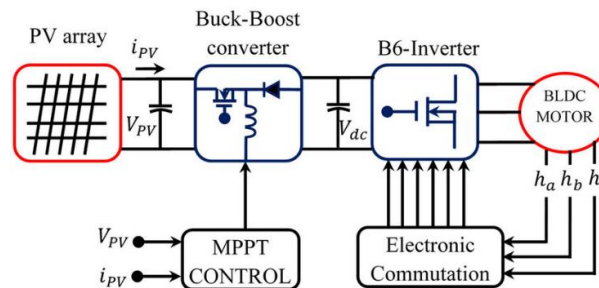 PV array
Buck-Boost
converter
B6-Inverter
i_PV
V_PV
V_dc
BLDC
MOTOR
h_a h_b h
V_PV
i_PV
MPPT
CONTROL
Electronic
Commutation